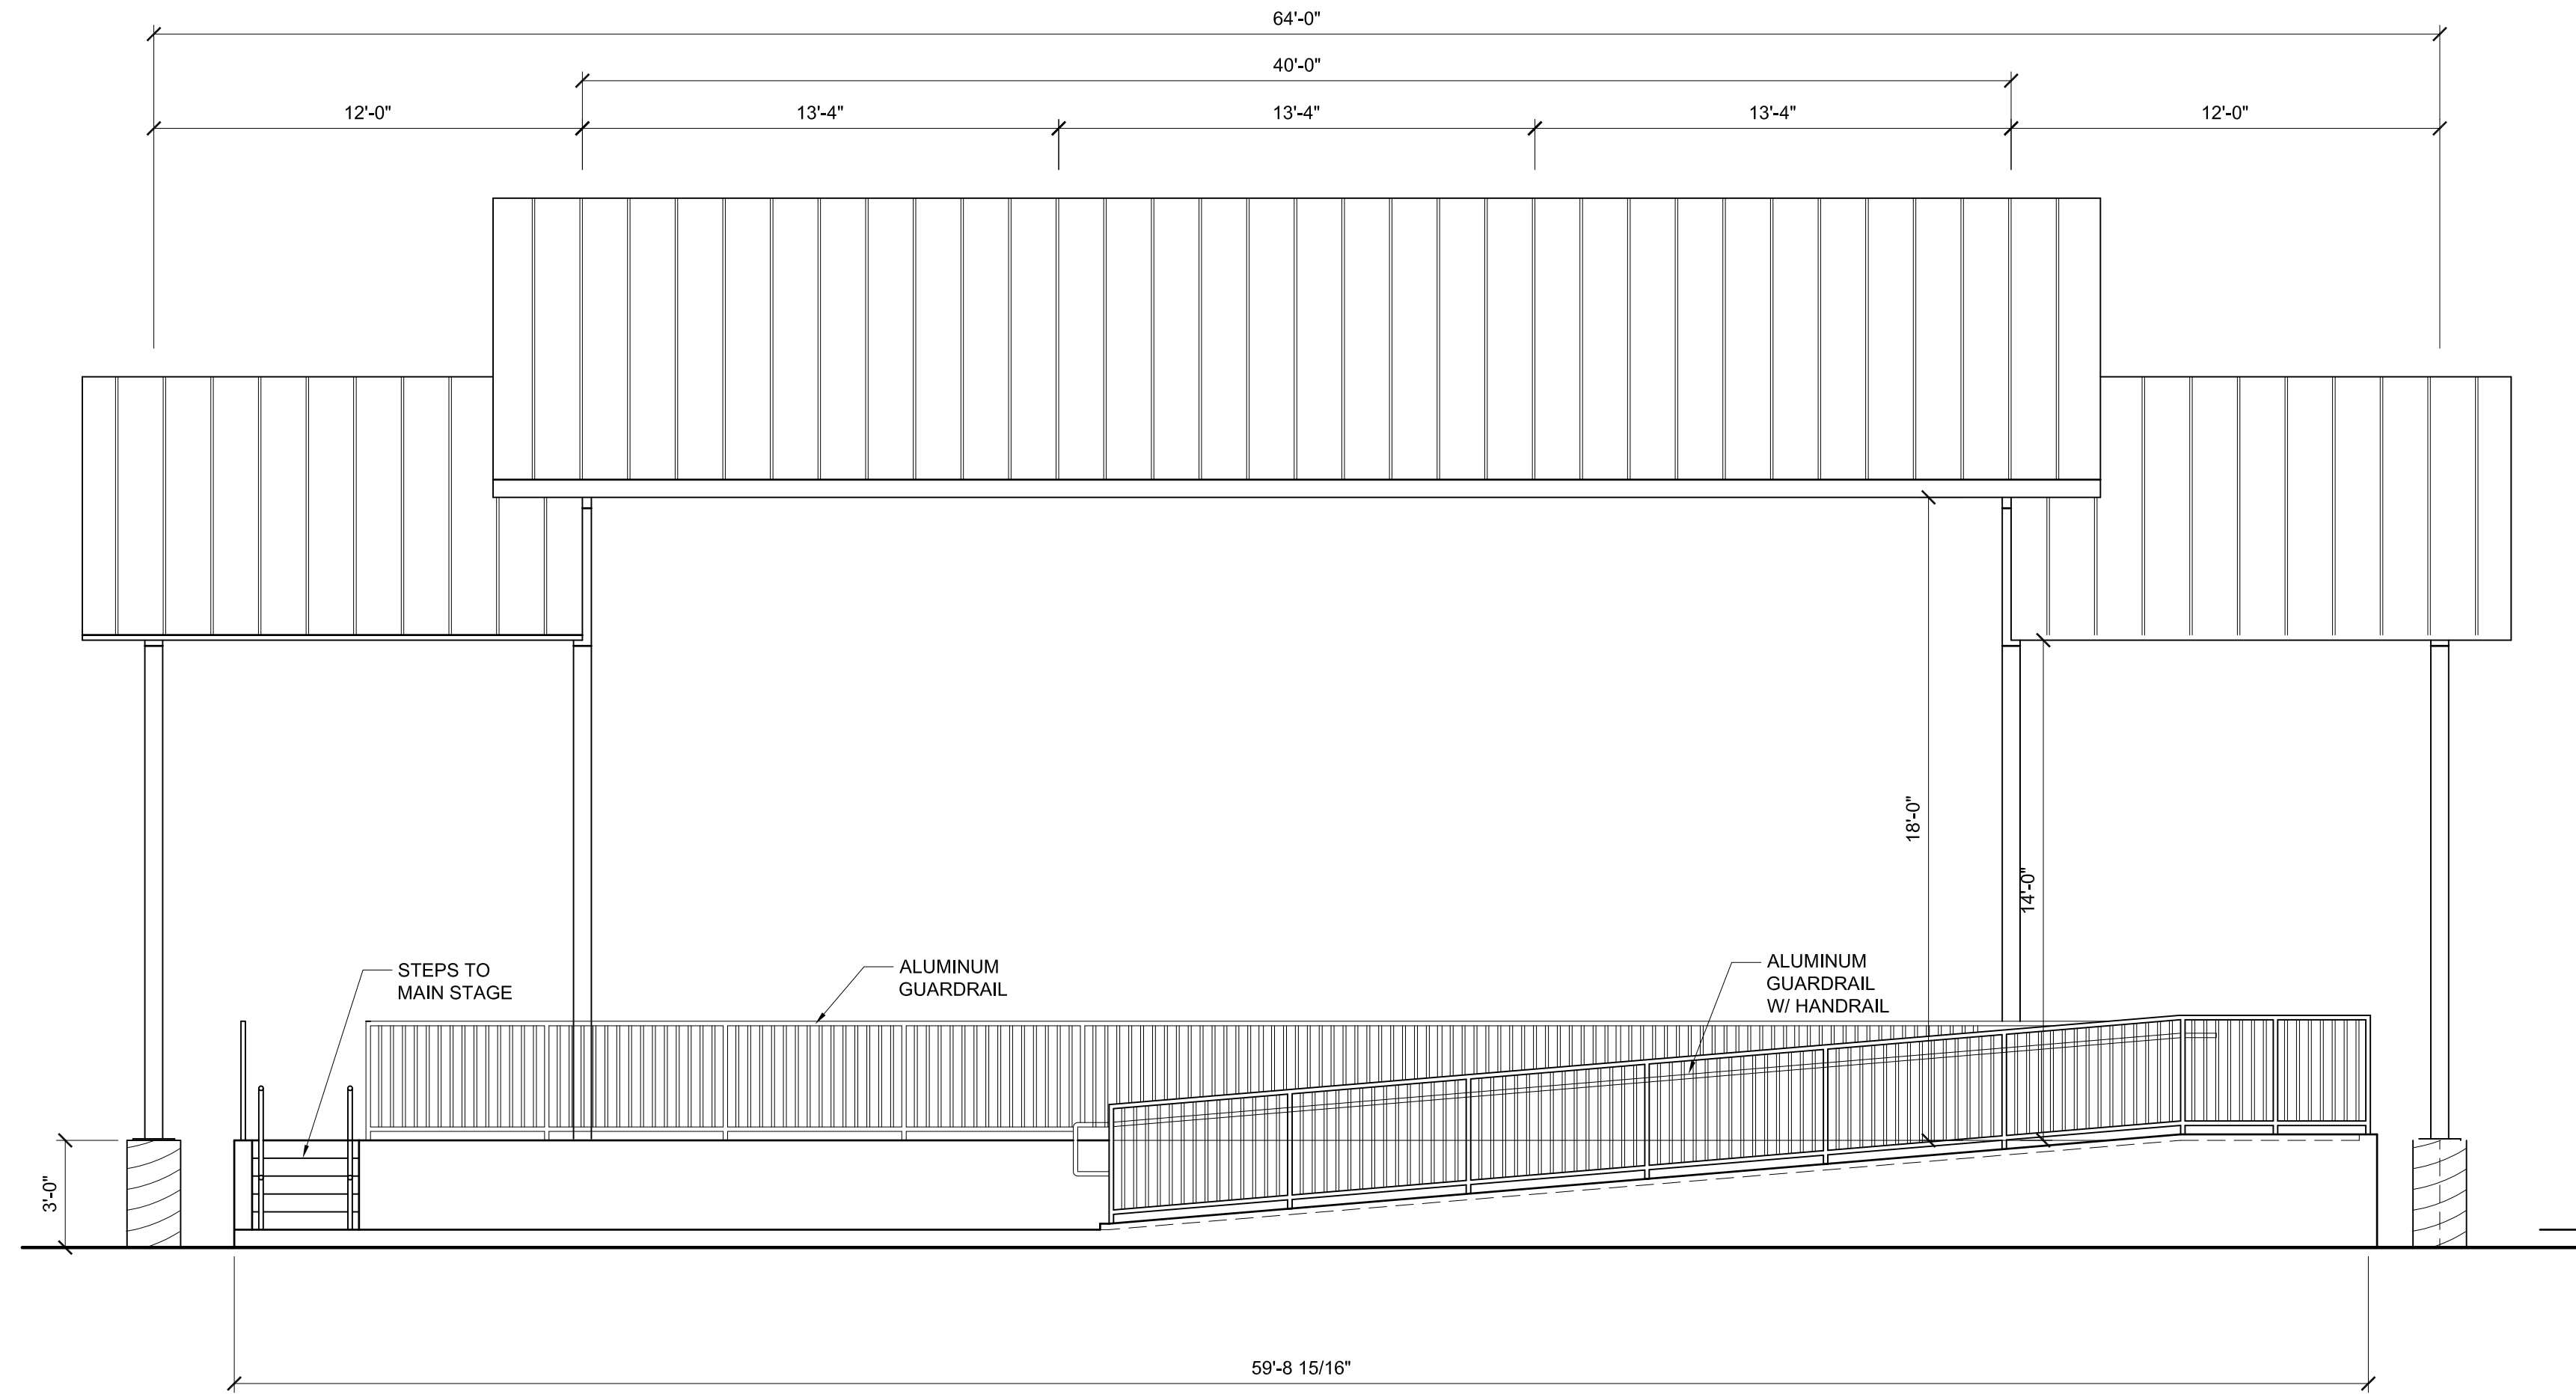 64'-0"
40'-0"
12'-0"
13'-4"
13'-4"
13'-4"
12'-0"
18'-0"
14'-0"
STEPS TO
MAIN STAGE
ALUMINUM
GUARDRAIL
ALUMINUM
GUARDRAIL
W/ HANDRAIL
3'-0"
59'-8 15/16"